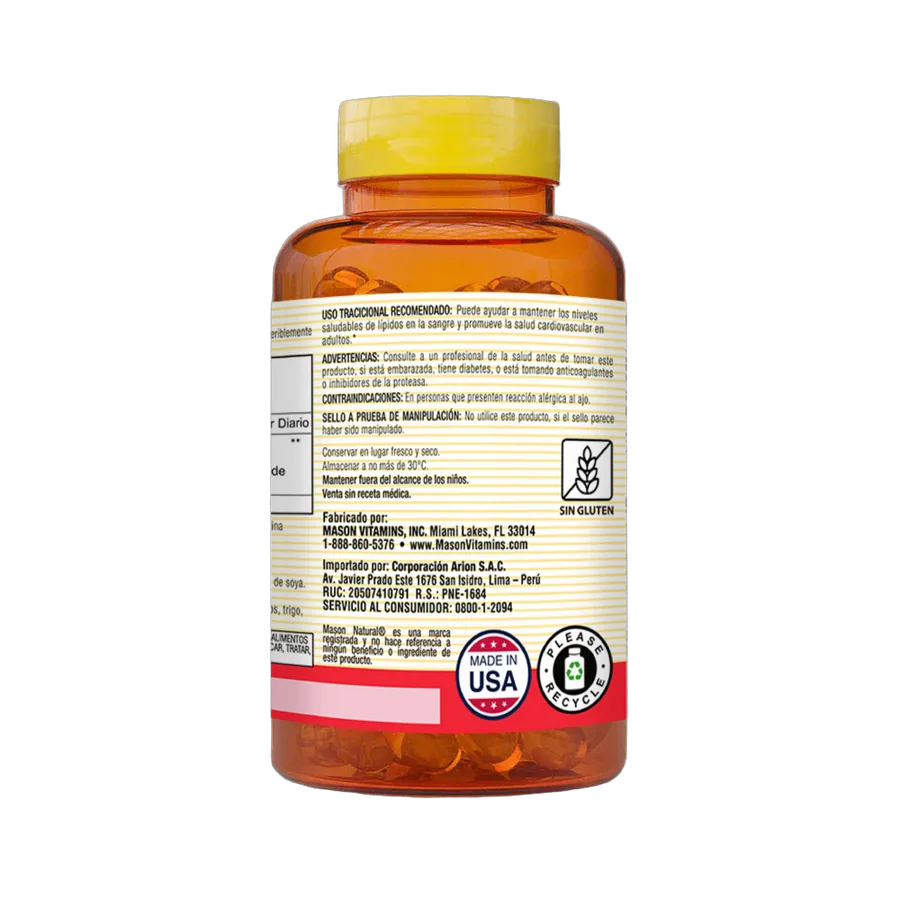 USO TRACICIONAL RECOMENDADO: Puede ayudar a mantener los niveles
saludables de lípidos en la sangre y promueve la salud cardiovascular en
adultos.*
ADVERTENCIAS: Consulte a un profesional de la salud antes de tomar este
producto, si está embarazada, tiene diabetes, o está tomando anticoagulantes
o inhibidores de la proteasa.
CONTRAINDICACIONES: En personas que presenten reacción alérgica al ajo.
SELLO A PRUEBA DE MANIPULACIÓN: No utilice este producto, si el sello parece
haber sido manipulado.
Conservar en lugar fresco y seco.
Almacenar a no más de 30°C.
Mantener fuera del alcance de los niños.
Venta sin receta médica.
SIN GLUTEN
Fabricado por:
MASON VITAMINS, INC. Miami Lakes, FL 33014
1-888-860-5376 • www.MasonVitamins.com
Importado por: Corporación Arion S.A.C.
Av. Javier Prado Este 1676 San Isidro, Lima – Perú
RUC: 20507410791 R.S.: PNE-1684
SERVICIO AL CONSUMIDOR: 0800-1-2094
Mason Natural® es una marca
registrada y no hace referencia a
ningún beneficio o ingrediente de
este producto.
MADE IN
USA
PLEASE
RECYCLE
Diario
**
de
de soya.
trigo,
ALIMENTOS
TRATAR,